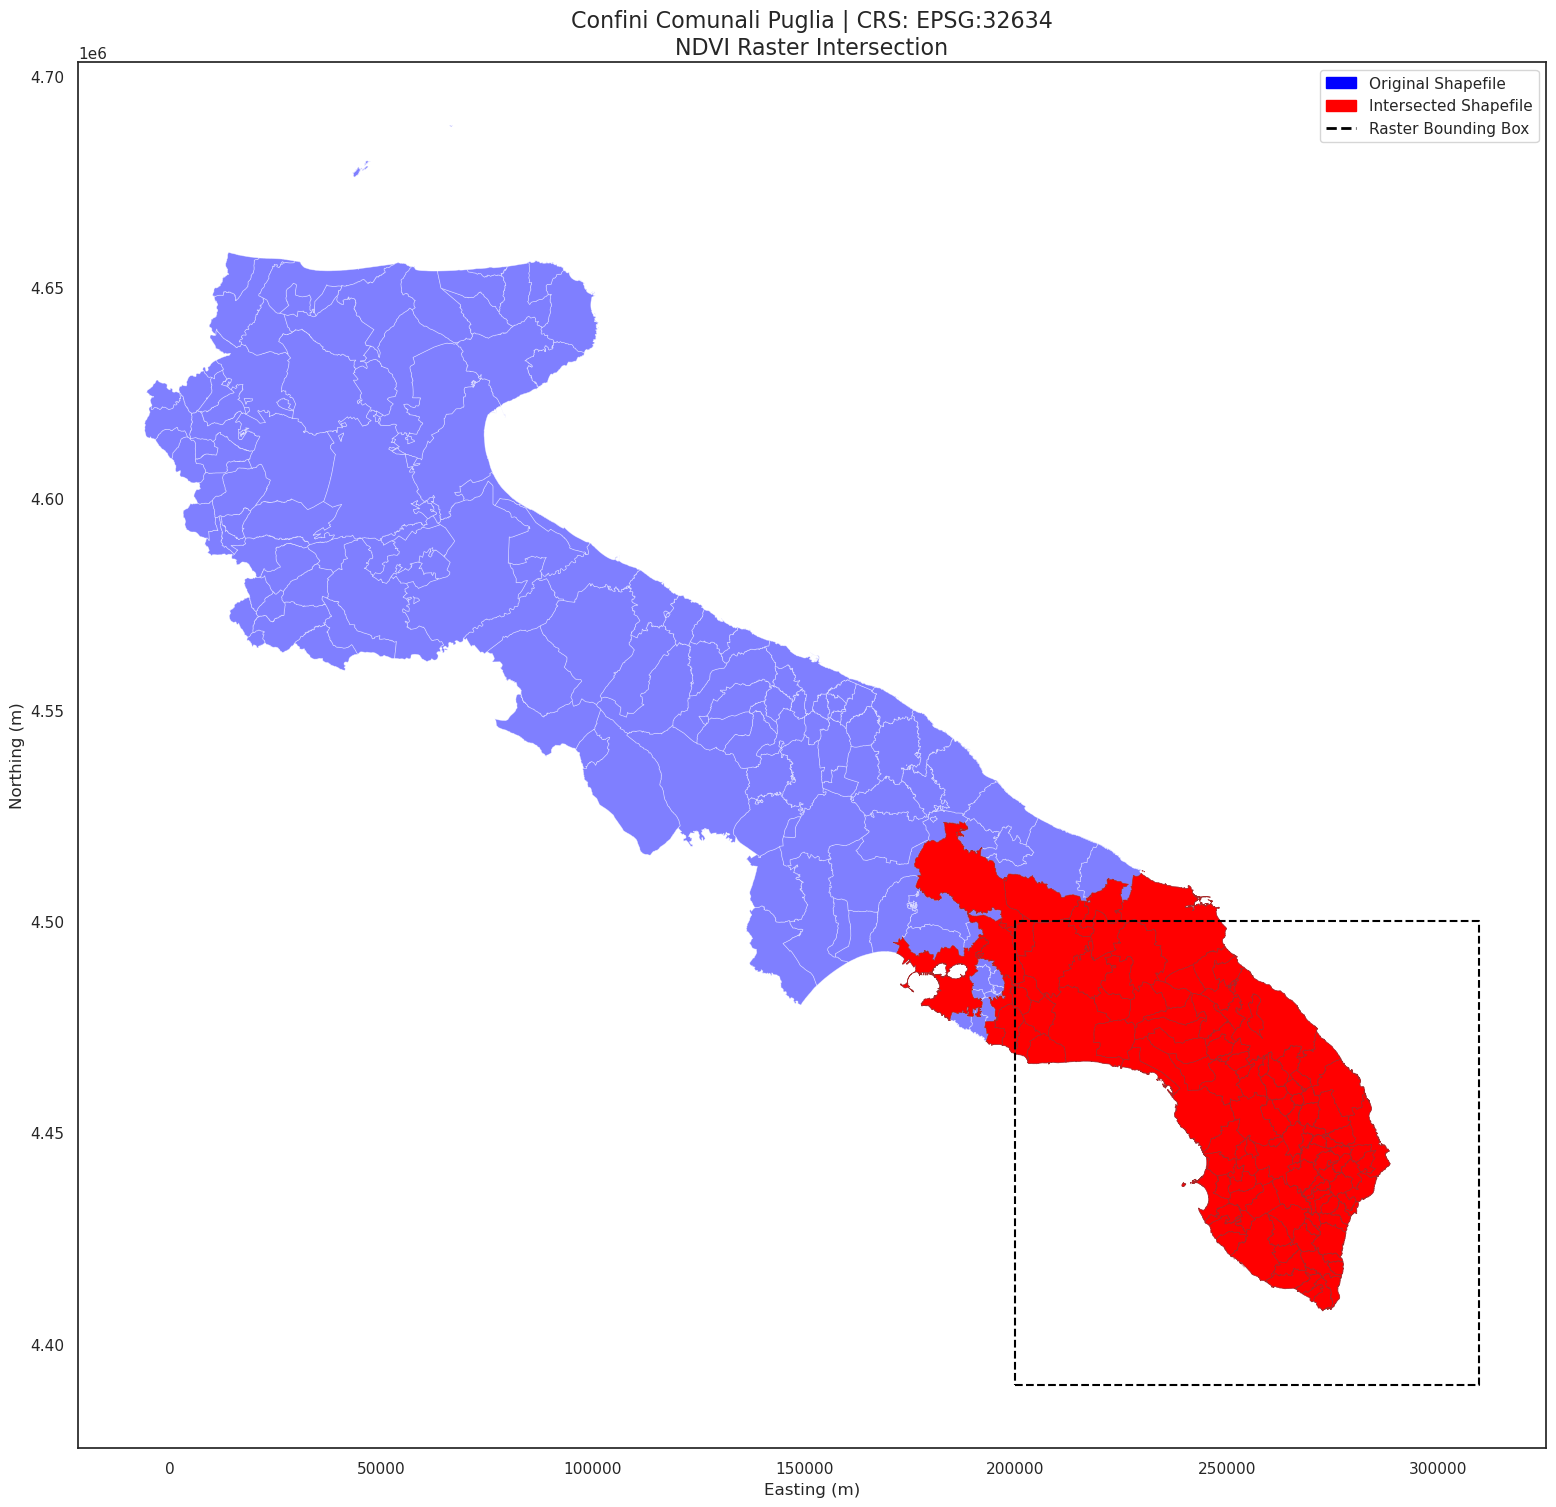 Confini Comunali Puglia | CRS: EPSG:32634
NDVI Raster Intersection
1e6
4.70
4.65
4.60
4.55
4.50
4.45
4.40
Northing (m)
Original Shapefile
Intersected Shapefile
Raster Bounding Box
0
50000
100000
150000
200000
250000
300000
Easting (m)